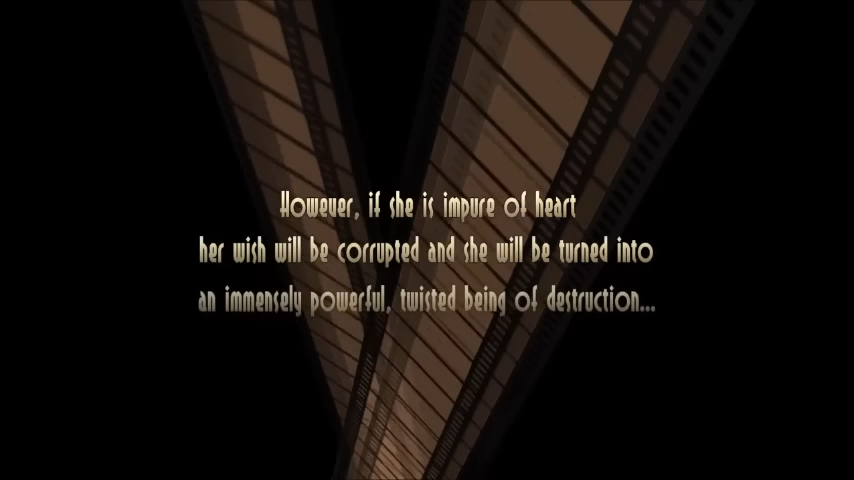 However, if she is impure of heart
her wish will be corrupted and she will be turned into
an immensely powerful, twisted being of destruction...